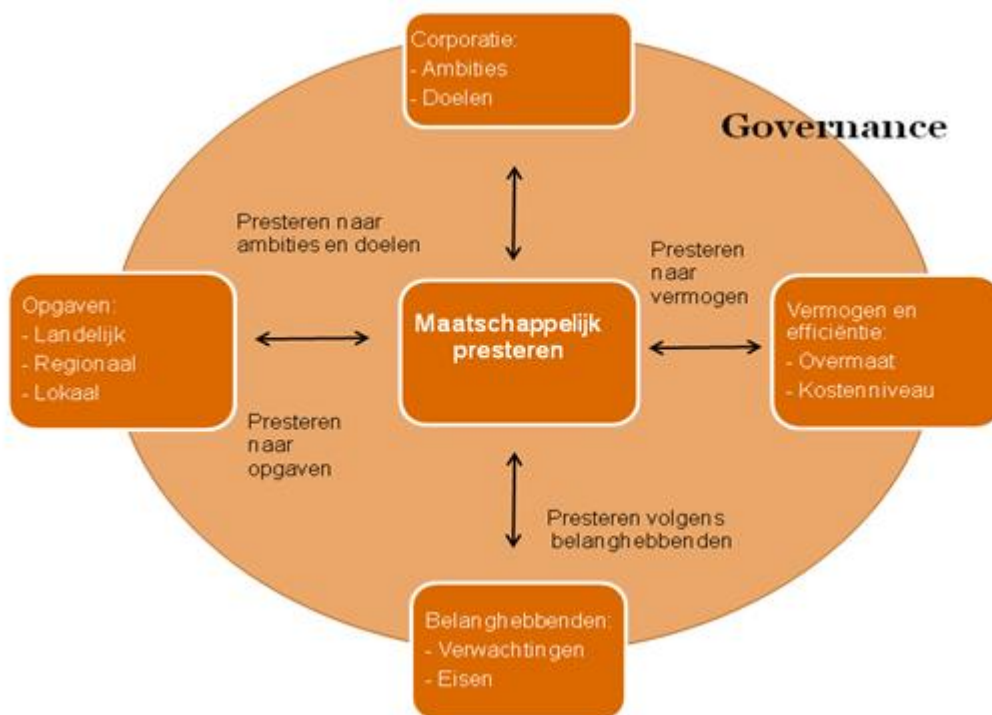 Corporatie:
- Ambities
- Doelen
Governance
Presteren naar
ambities en doelen
Presteren
naar
vermogen
Opgaven:
- Landelijk
- Regionaal
- Lokaal
Maatschappelijk
presteren
Vermogen en
efficiëntie:
- Overmaat
- Kostenniveau
Presteren
naar
opgaven
Presteren volgens
belanghebbenden
Belanghebbenden:
- Verwachtingen
- Eisen